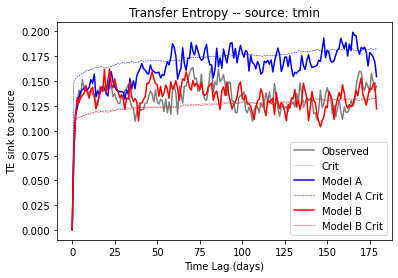 Transfer Entropy -- source: tmin
TE sink to source
0.200
0.175
0.150
0.125
0.100
0.075
0.050
0.025
0.000
0 25 50 75 100 125 150 175
Time Lag (days)
Observed
Crit
Model A
Model A Crit
Model B
Model B Crit